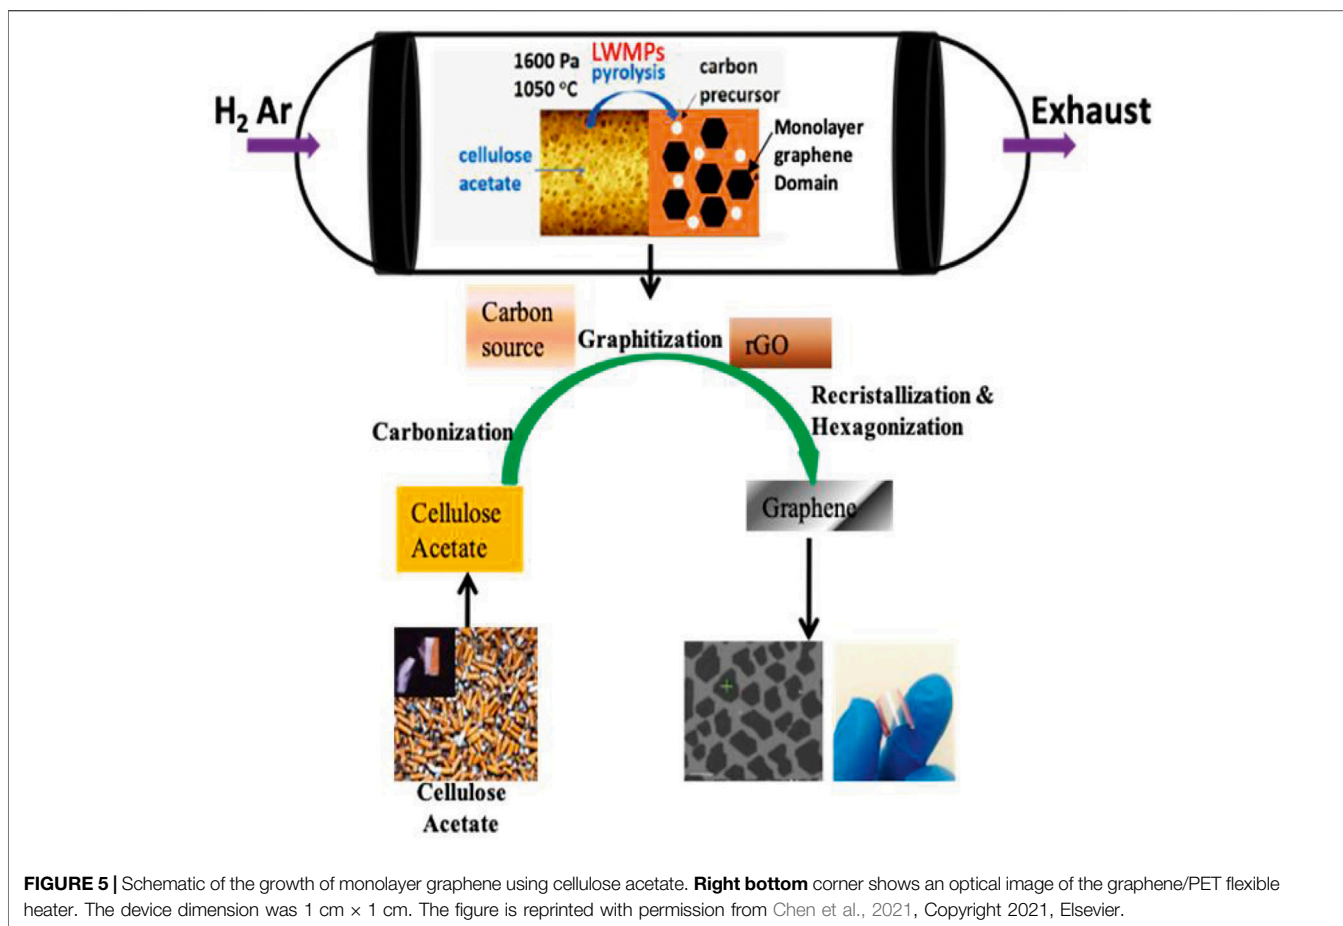 1600 Pa
1050 °C
LWMPs
pyrolysis
carbon
precursor
H2 Ar
Exhaust
cellulose
acetate
Monolayer
graphene
Domain
Carbon
source
Graphitization
rGO
Recristallization &
Hexagonization
Carbonization
Cellulose
Acetate
Graphene
Cellulose
Acetate
FIGURE 5 | Schematic of the growth of monolayer graphene using cellulose acetate. Right bottom corner shows an optical image of the graphene/PET flexible
heater. The device dimension was 1 cm × 1 cm. The figure is reprinted with permission from Chen et al., 2021, Copyright 2021, Elsevier.